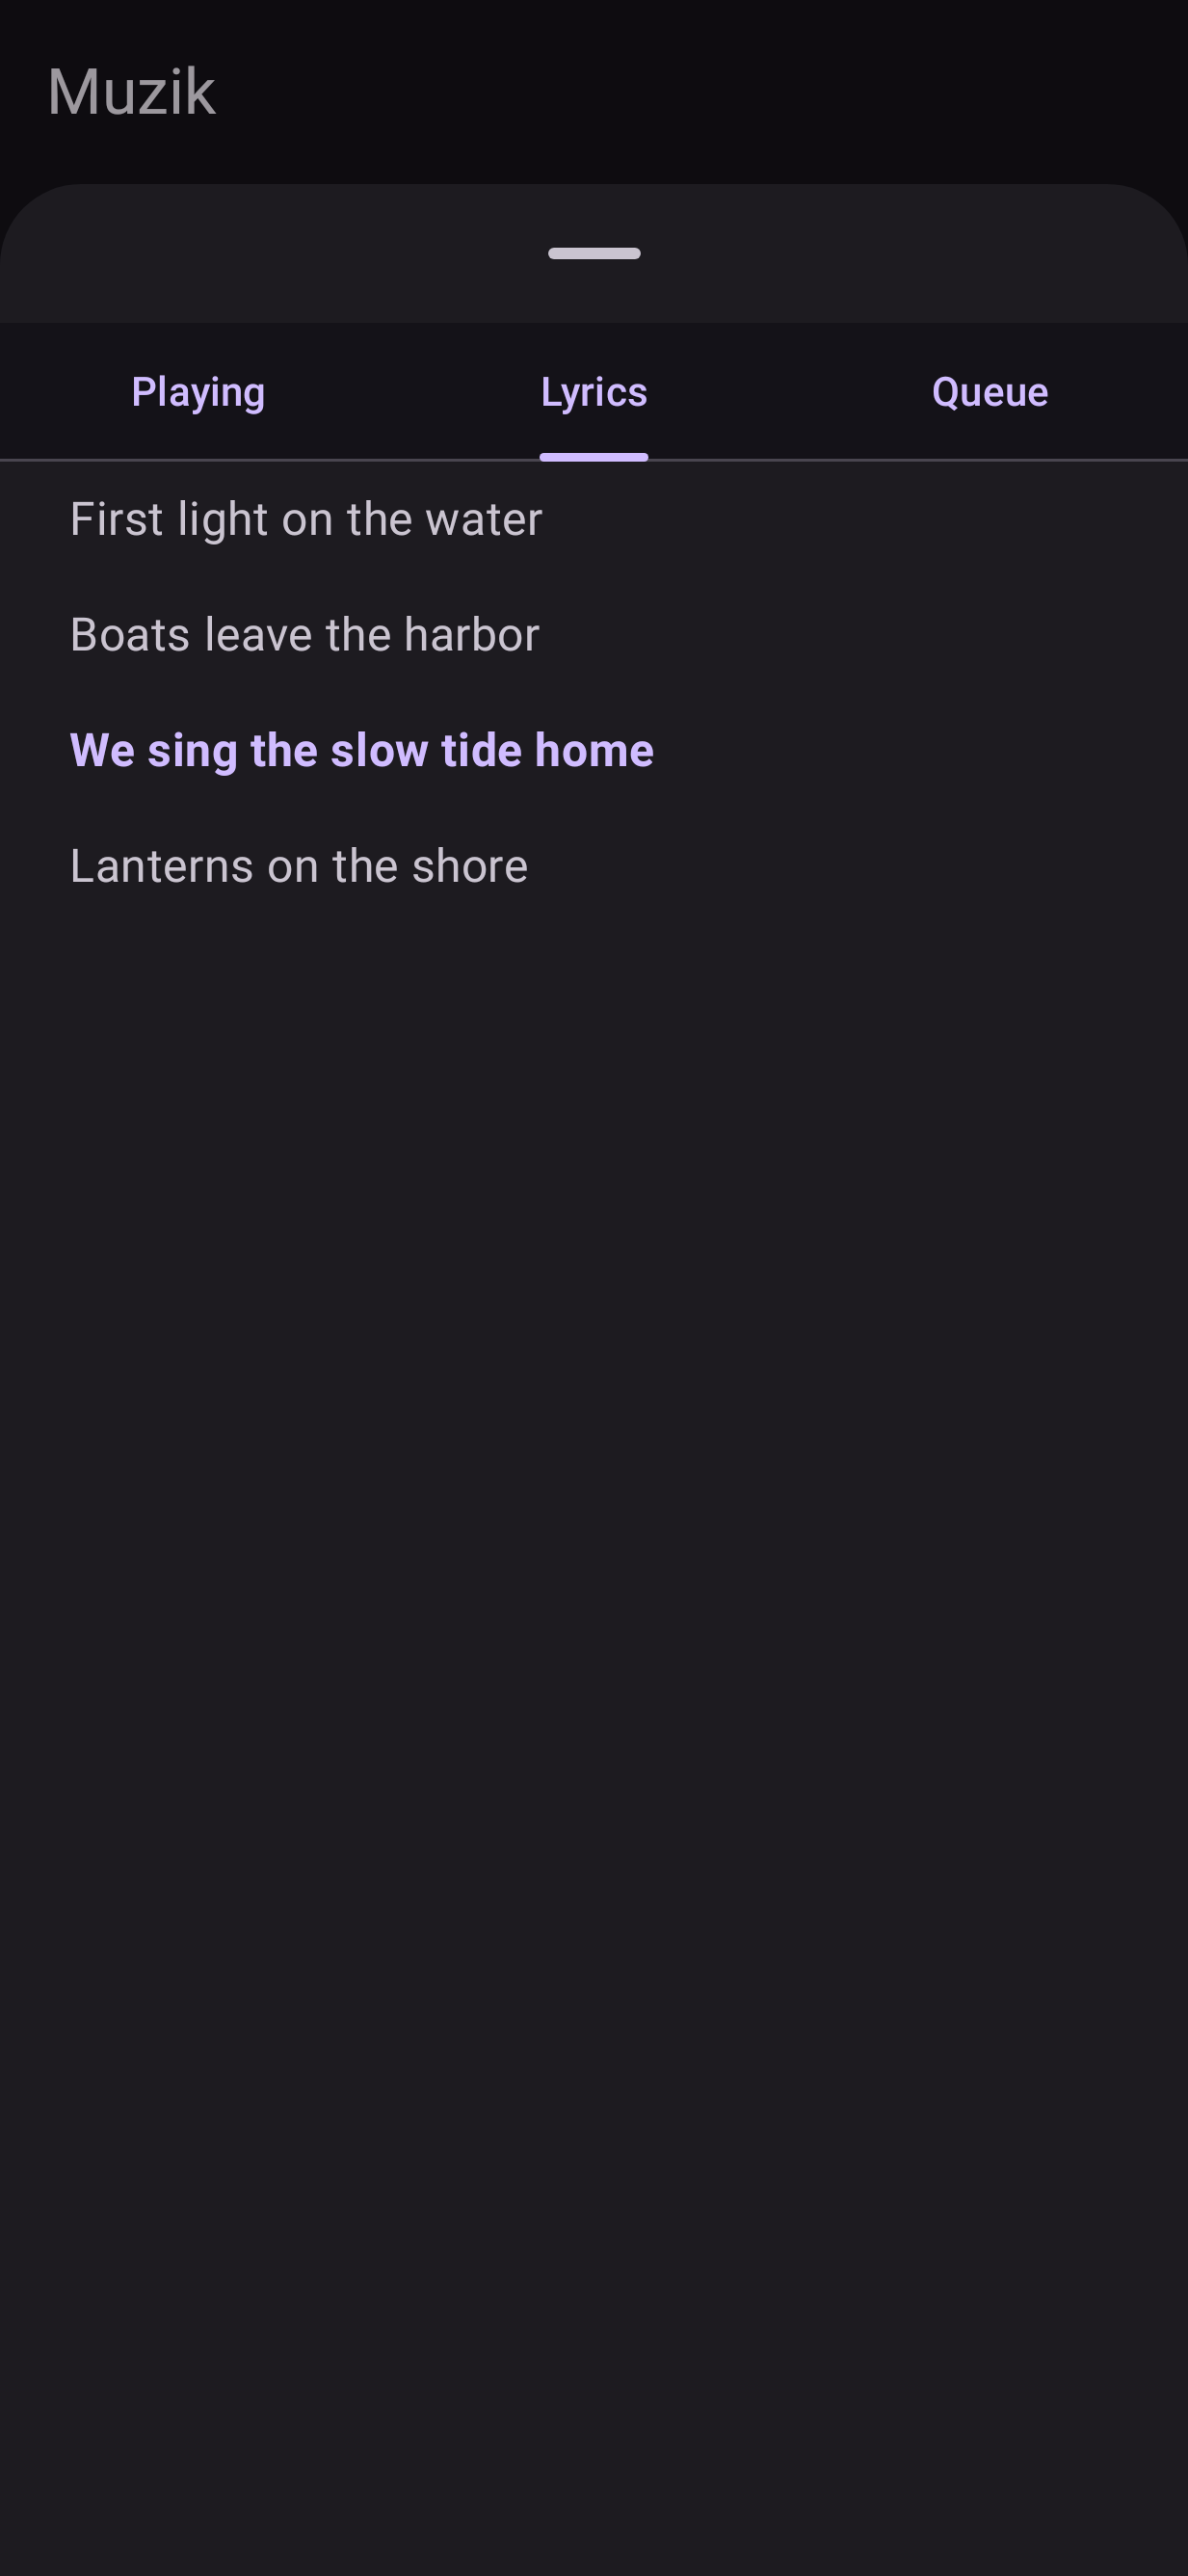 Muzik
Playing Lyrics Queue
First light on the water
Boats leave the harbor
We sing the slow tide home
Lanterns on the shore